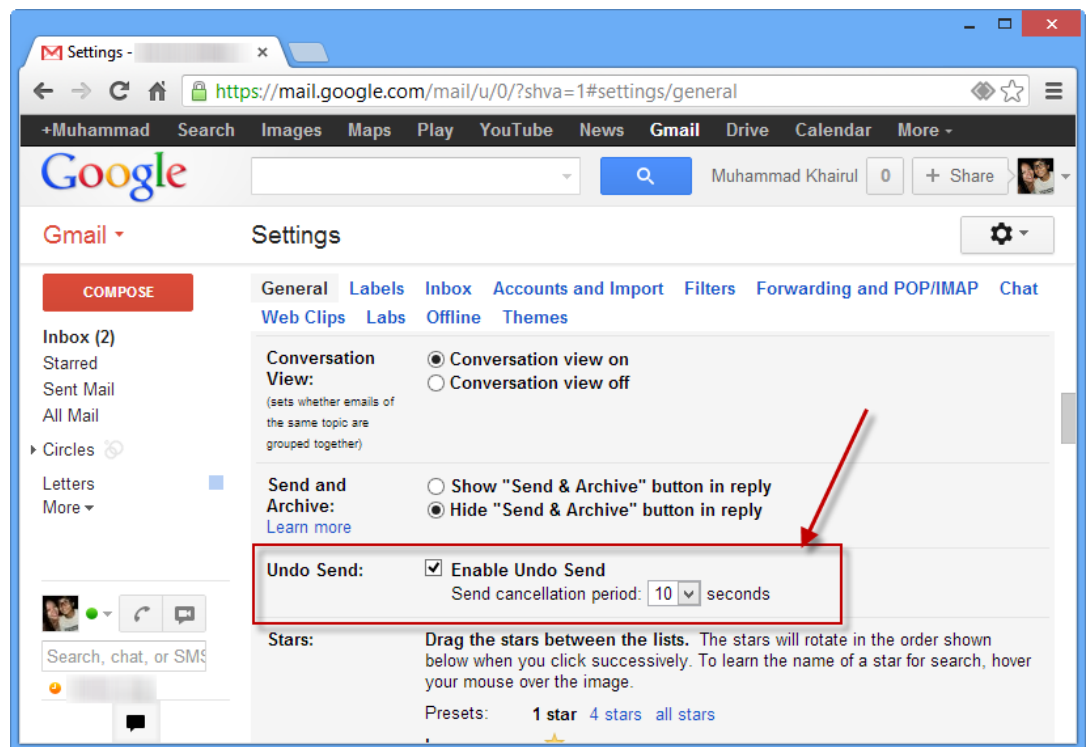 Settings -
https://mail.google.com/mail/u/0/?shva=1#settings/general
+Muhammad Search Images Maps Play YouTube News Gmail Drive Calendar More
Google
Muhammad Khairul 0 + Share
Gmail Settings
COMPOSE
Inbox (2)
Starred
Sent Mail
All Mail
Circles
Letters
More
Search, chat, or SMS
General Labels Inbox Accounts and Import Filters Forwarding and POP/IMAP Chat
Web Clips Labs Offline Themes
Conversation View:
(sets whether emails of
the same topic are
grouped together)
Conversation view on
Conversation view off
Send and
Archive:
Learn more
Show "Send & Archive" button in reply
Hide "Send & Archive" button in reply
Undo Send:
Enable Undo Send
Send cancellation period: 10 seconds
Stars:
Drag the stars between the lists. The stars will rotate in the order shown
below when you click successively. To learn the name of a star for search, hover
your mouse over the image.
Presets: 1 star 4 stars all stars